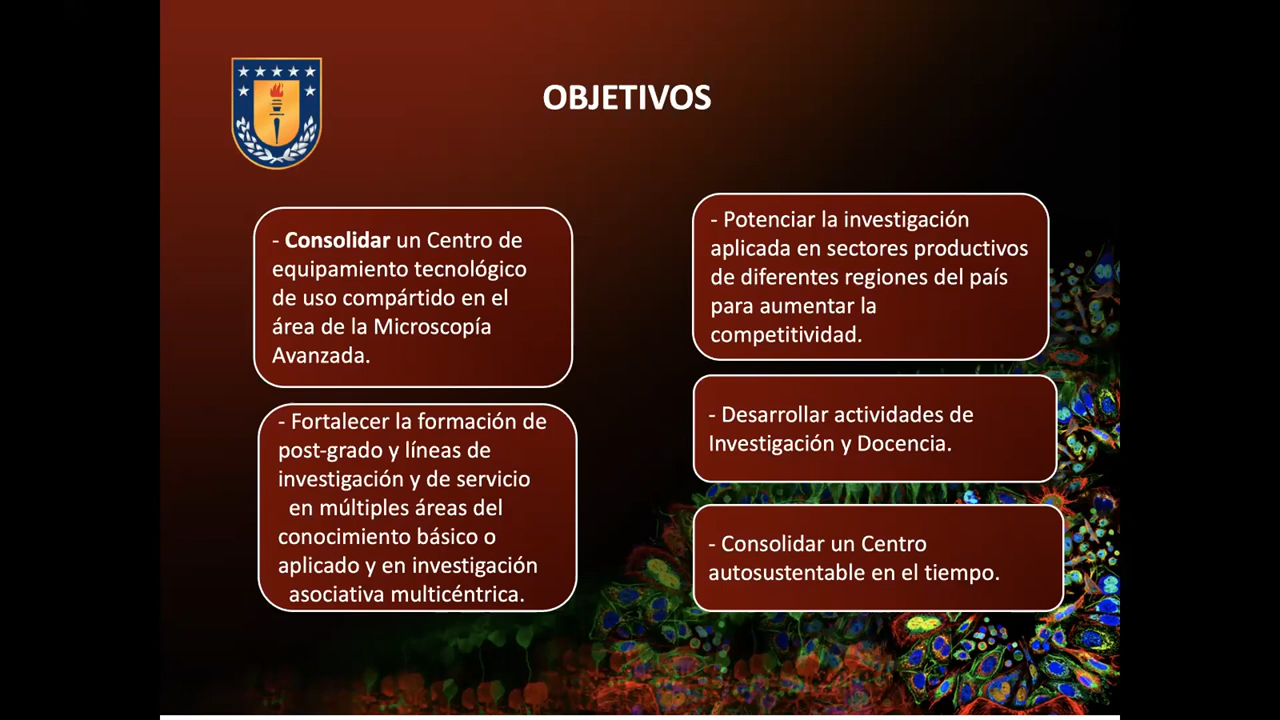 OBJETIVOS
- Consolidar un Centro de
equipamiento tecnológico
de uso compártido en el
área de la Microscopía
Avanzada.
- Fortalecer la formación de
post-grado y líneas de
investigación y de servicio
en múltiples áreas del
conocimiento básico o
aplicado y en investigación
asociativa multicéntrica.
- Potenciar la investigación
aplicada en sectores productivos
de diferentes regiones del país
para aumentar la
competitividad.
- Desarrollar actividades de
Investigación y Docencia.
- Consolidar un Centro
autosustentable en el tiempo.